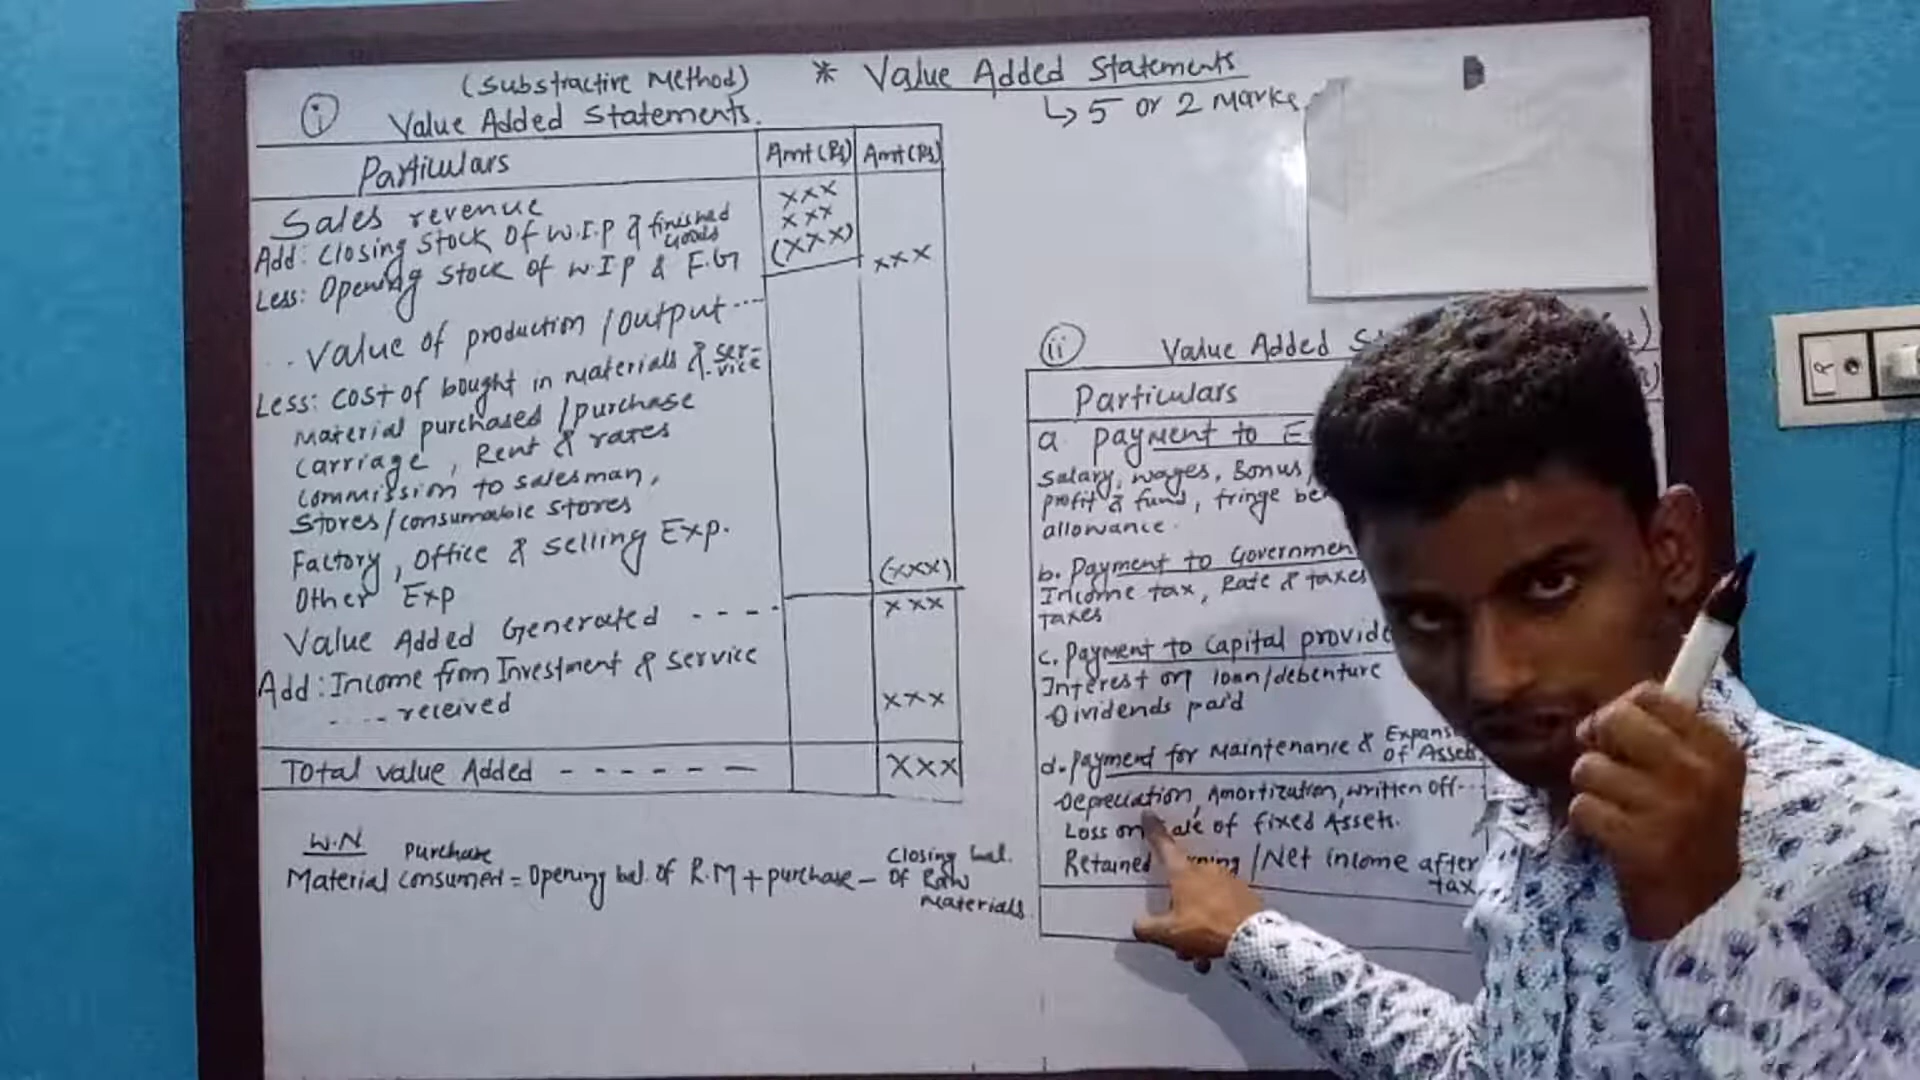 * Value Added Statements
↳ 5 or 2 Marks
(Substractive Method)
i Value Added Statements.
Particulars Amt(Rs) Amt(Rs)
Sales revenue xxx
Add: Closing Stock of W.I.P & finished Goods xxx
Less: Opening Stock of W.I.P & F.G (xxx) xxx
Value of production/output ---
Less: Cost of bought in Materials & ser-vice
Material purchased/purchase
Carriage, Rent & rates
Commission to salesman,
Stores/consumable stores
Factory, Office & selling Exp.
Other Exp (xxx)
Value Added Generated ---- xxx
Add: Income from Investment & service
---- received xxx
Total value Added ------ xxx
W.N
Purchase
Material consumed = Opening bal. of R.M + purchase - Closing bal. Of Raw Materials
ii Value Added
Particulars
a. Payment to
Salary, wages, Bonus,
profit & fund, fringe
allowance.
b. Payment to
Income tax, Rate & taxes
Taxes
c. Payment to Capital
Interest on loan/debenture
Dividends paid
d. Payment for Maintenance &
of
Depreciation, Amortization, written off--
Loss on of fixed Assets.
Retained /Net income after
tax